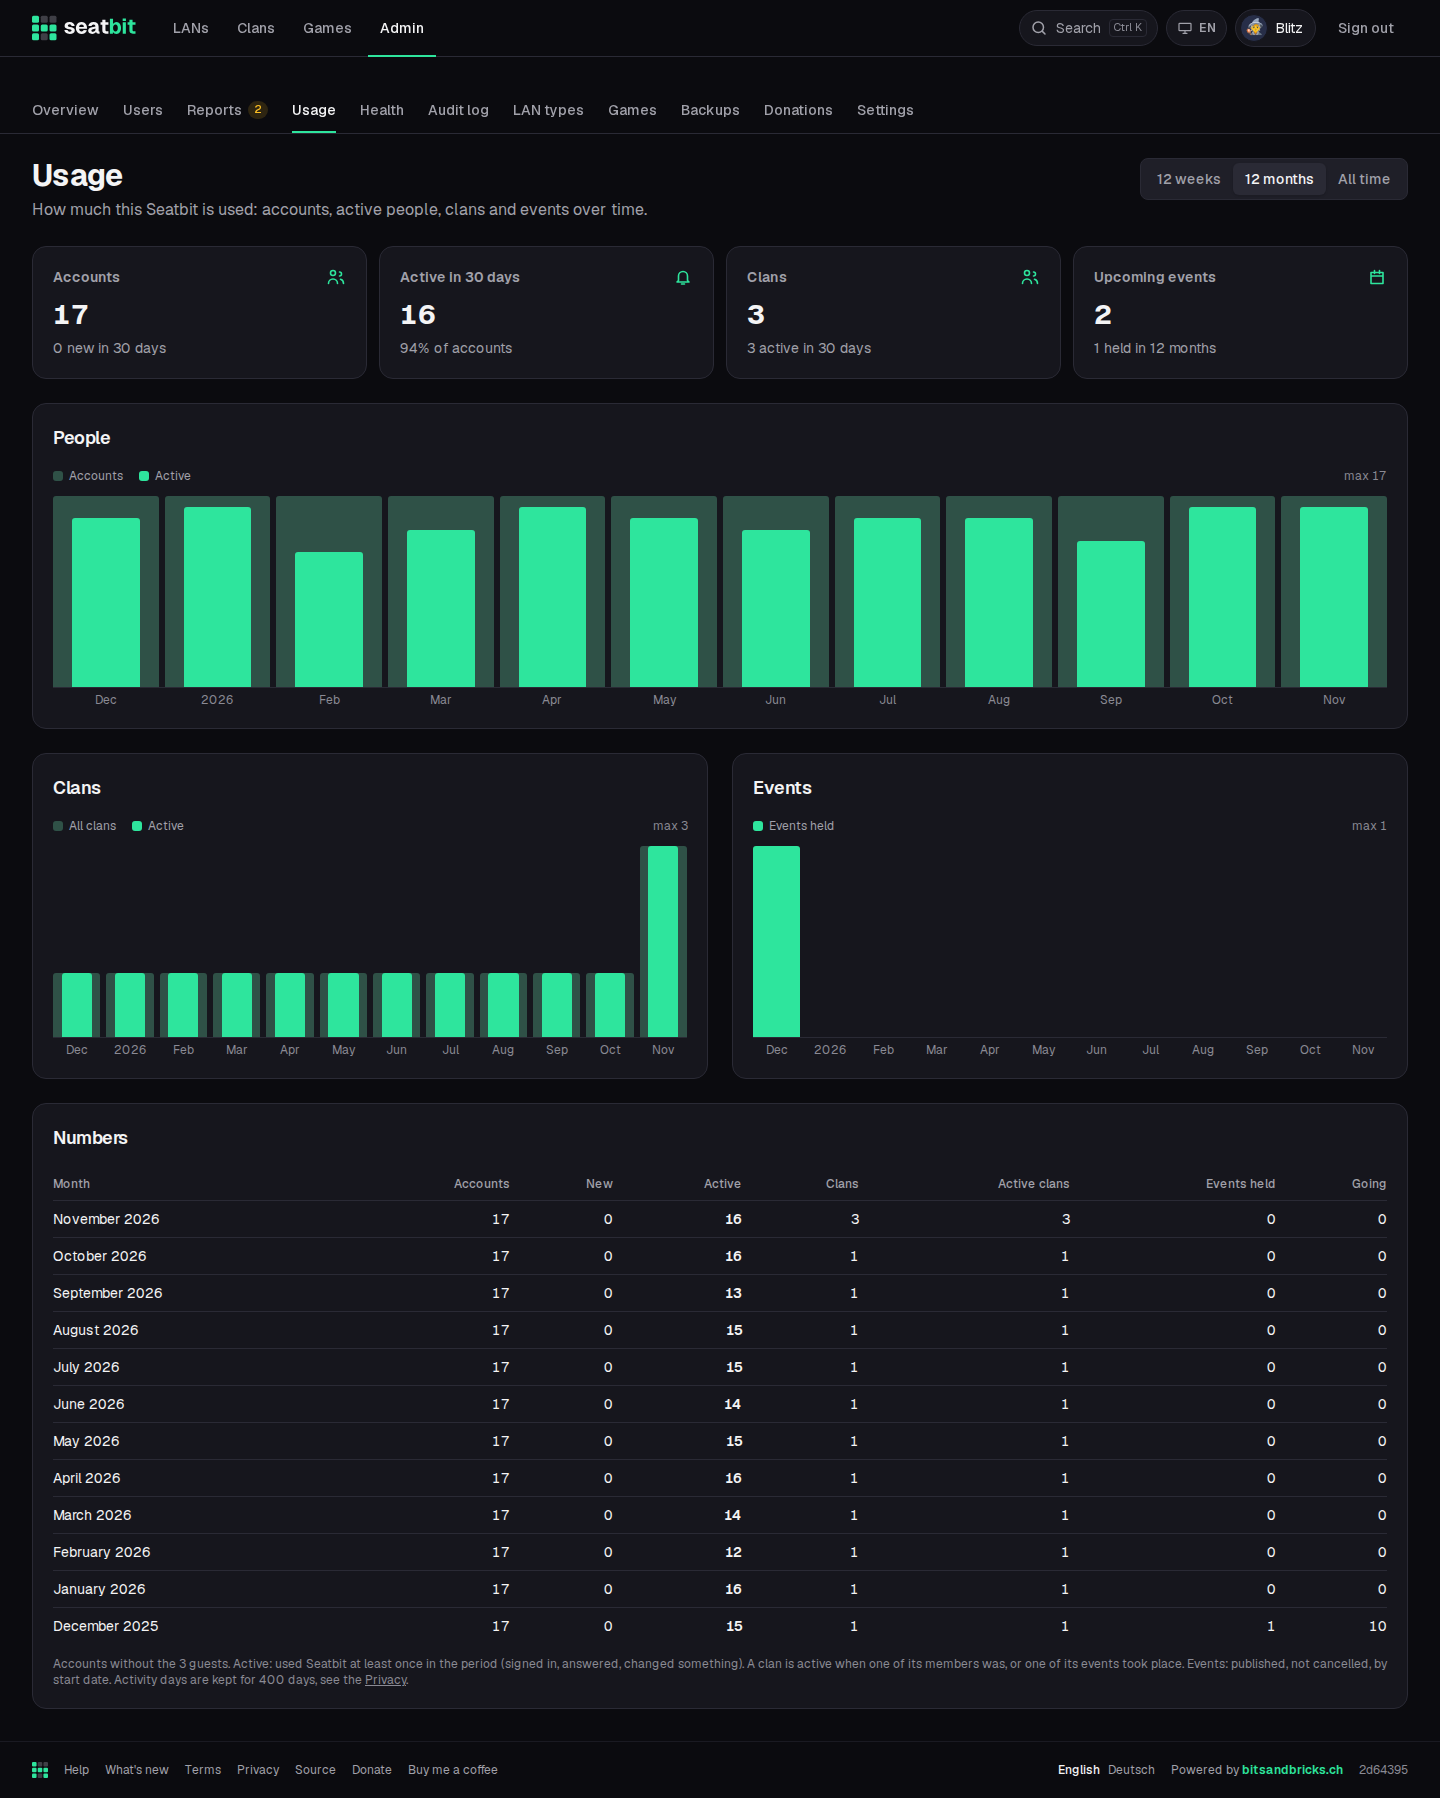 seatbit LANs Clans Games Admin Search Ctrl K EN Blitz Sign out
Overview Users Reports 2 Usage Health Audit log LAN types Games Backups Donations Settings
Usage
12 weeks 12 months All time
How much this Seatbit is used: accounts, active people, clans and events over time.
Accounts
17
0 new in 30 days
Active in 30 days
16
94% of accounts
Clans
3
3 active in 30 days
Upcoming events
2
1 held in 12 months
People
Accounts Active max 17
Dec 2026 Feb Mar Apr May Jun Jul Aug Sep Oct Nov
Clans
All clans Active max 3
Dec 2026 Feb Mar Apr May Jun Jul Aug Sep Oct Nov
Events
Events held max 1
Dec 2026 Feb Mar Apr May Jun Jul Aug Sep Oct Nov
Numbers
Month Accounts New Active Clans Active clans Events held Going
November 2026 17 0 16 3 3 0 0
October 2026 17 0 16 1 1 0 0
September 2026 17 0 13 1 1 0 0
August 2026 17 0 15 1 1 0 0
July 2026 17 0 15 1 1 0 0
June 2026 17 0 14 1 1 0 0
May 2026 17 0 15 1 1 0 0
April 2026 17 0 16 1 1 0 0
March 2026 17 0 14 1 1 0 0
February 2026 17 0 12 1 1 0 0
January 2026 17 0 16 1 1 0 0
December 2025 17 0 15 1 1 1 10
Accounts without the 3 guests. Active: used Seatbit at least once in the period (signed in, answered, changed something). A clan is active when one of its members was, or one of its events took place. Events: published, not cancelled, by
start date. Activity days are kept for 400 days, see the Privacy.
Help What's new Terms Privacy Source Donate Buy me a coffee English Deutsch Powered by bitsandbricks.ch 2d64395